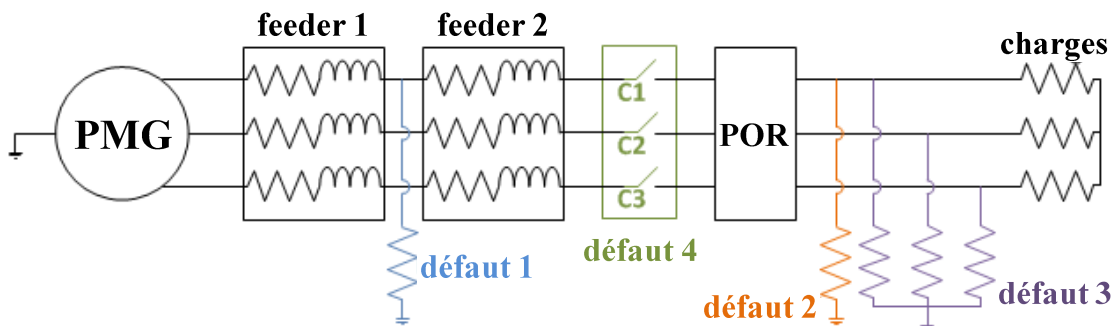 feeder 1
feeder 2
charges
PMG
C1
C2
C3
POR
défaut 1
défaut 4
défaut 2
défaut 3